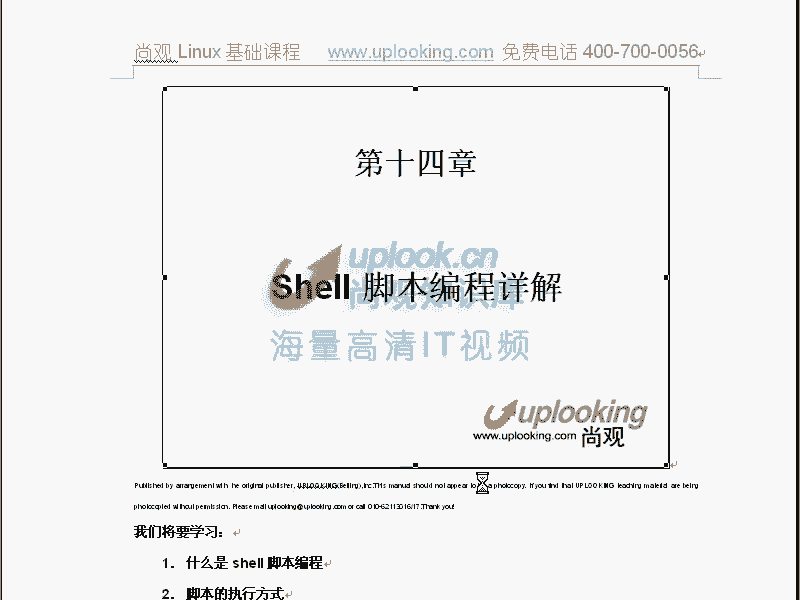 尚观 Linux 基础课程 www.uplooking.com 免费电话 400-700-0056
第十四章
uplook.cn
Shell 脚本编程详解
尚观知识库
海量高清IT视频
uplooking
www.uplooking.com 尚观
Published by arrangement with the original publisher, UPLOOKING(Beijing),Inc.This manual should not appear to a photocopy. If you find that UPLOOKING teaching material are being
photocopied without permission. Please mail uplooking@uplooking.com or call 010-62113016/17.Thank you!
我们将要学习：
1. 什么是 shell 脚本编程
2. 脚本的执行方式